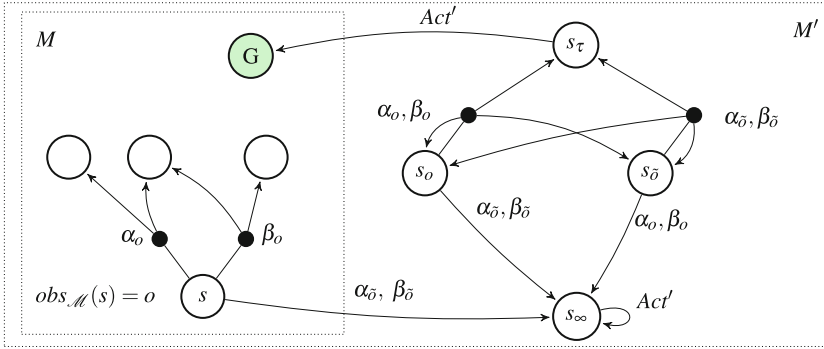 Act′
M
G
s_τ
M′
α_o, β_o
α_õ, β_õ
s_o
s_õ
α_õ, β_õ
α_o, β_o
α_o
β_o
obs_ℳ(s) = o
s
α_õ, β_õ
s_∞
Act′